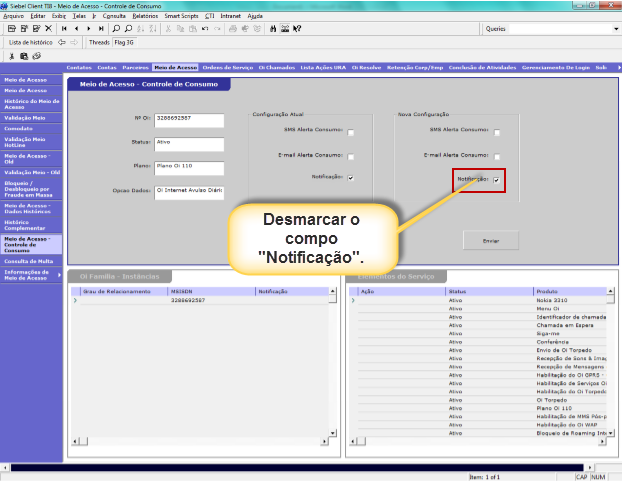 Siebel Client TI8 - Meio de Acesso - Controle de Consumo
Arquivo Editar Exibir Telas Ir Consulta Relatórios Smart Scripts CTI Intranet Ajuda
Queries
Lista de histórico Threads Flag 3G
Contatos Contas Parceiros Meio de Acesso Ordens de Serviço Oi Chamados Lista Ações URA Oi Resolve Retenção Corp/Emp Conclusão de Atividades Gerenciamento De Login Sob
Meio de Acesso
Meio de Acesso
Histórico do Meio de
Acesso
Validação Meio
Comodato
Validação Meio
HotLine
Meio de Acesso -
Old
Validação Meio - Old
Bloqueio /
Desbloqueio por
Fraude em Massa
Meio de Acesso -
Dados Históricos
Histórico
Complementar
Meio de Acesso -
Controle de
Consumo
Consulta de Multa
Informações de
Meio de Acesso
Meio de Acesso - Controle de Consumo
Nº Oi: 3288692587
Status: Ativo
Plano: Plano Oi 110
Opcao Dados: Oi Internet Avulso Diáric
Configuração Atual
SMS Alerta Consumo:
E-mail Alerta Consumo:
Notificação:
Nova Configuração
SMS Alerta Consumo:
E-mail Alerta Consumo:
Notificação:
Enviar
Desmarcar o
compo
"Notificação".
Oi Família - Instâncias
Grau de Relacionamento MSISDN Notificação
3288692587
Elementos do Serviço
Ação Status Produto
Ativo Nokia 3310
Ativo Menu Oi
Ativo Identificador de chamada
Ativo Chamada em Espera
Ativo Siga-me
Ativo Conferência
Ativo Envio de Oi Torpedo
Ativo Recepção de Sons & Imag
Ativo Recepção de Mensagens
Ativo Habilitação do Oi GPRS -
Ativo Habilitação de Serviços Oi
Ativo Habilitação do Oi Torpedo
Ativo Oi Torpedo
Ativo Plano Oi 110
Ativo Habilitação de MMS Pós-p
Ativo Habilitação do Oi WAP
Ativo Bloqueio de Roaming Inte
Item: 1 of 1
CAP NUM